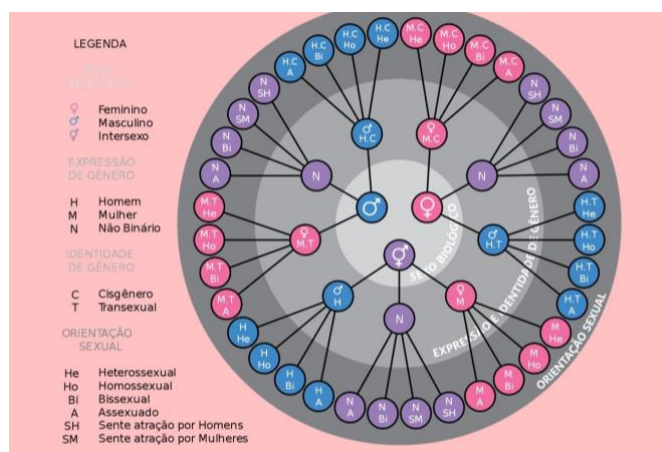 LEGENDA
SEXO
BIOLÓGICO
♀ Feminino
♂ Masculino
⚥ Intersexo
EXPRESSÃO
DE GÊNERO
H Homem
M Mulher
N Não Binário
IDENTIDADE
DE GÊNERO
C Cisgênero
T Transexual
ORIENTAÇÃO
SEXUAL
He Heterossexual
Ho Homossexual
Bi Bissexual
A Assexuado
SH Sente atração por Homens
SM Sente atração por Mulheres
H.C
He
M.C
He
M.C
Ho
M.C
Bi
M.C
A
N
SH
N
SM
N
Bi
N
A
H.T
He
H.T
Ho
H.T
Bi
H.T
A
M
He
M
Ho
M
Bi
M
A
N
SH
N
SM
N
Bi
N
A
H
A
H
Bi
H
Ho
H
He
M.T
A
M.T
Bi
M.T
Ho
M.T
He
N
A
N
Bi
N
SM
N
SH
H.C
A
H.C
Bi
H.C
Ho
♂
H.C
♀
M.C
N
♂
H.T
♀
M
N
♂
H
♀
M.T
N
♂
♀
⚥
SEXO BIOLÓGICO
EXPRESSÃO E IDENTIDADE DE GÊNERO
ORIENTAÇÃO SEXUAL